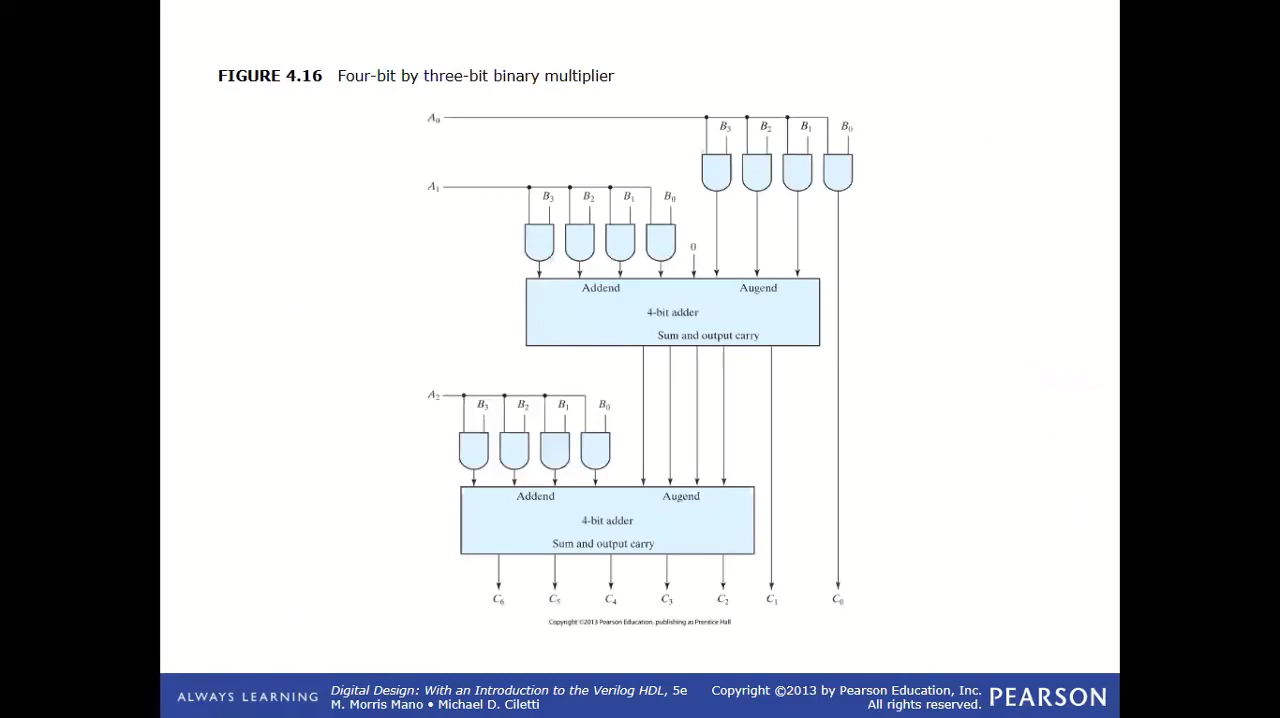 FIGURE 4.16 Four-bit by three-bit binary multiplier
A₀
B₃ B₂ B₁ B₀
A₁
B₃ B₂ B₁ B₀
0
Addend Augend
4-bit adder
Sum and output carry
A₂
B₃ B₂ B₁ B₀
Addend Augend
4-bit adder
Sum and output carry
C₆ C₅ C₄ C₃ C₂ C₁ C₀
Copyright ©2013 Pearson Education, publishing as Prentice Hall
ALWAYS LEARNING
Digital Design: With an Introduction to the Verilog HDL, 5e
M. Morris Mano • Michael D. Ciletti
Copyright ©2013 by Pearson Education, Inc.
All rights reserved.
PEARSON